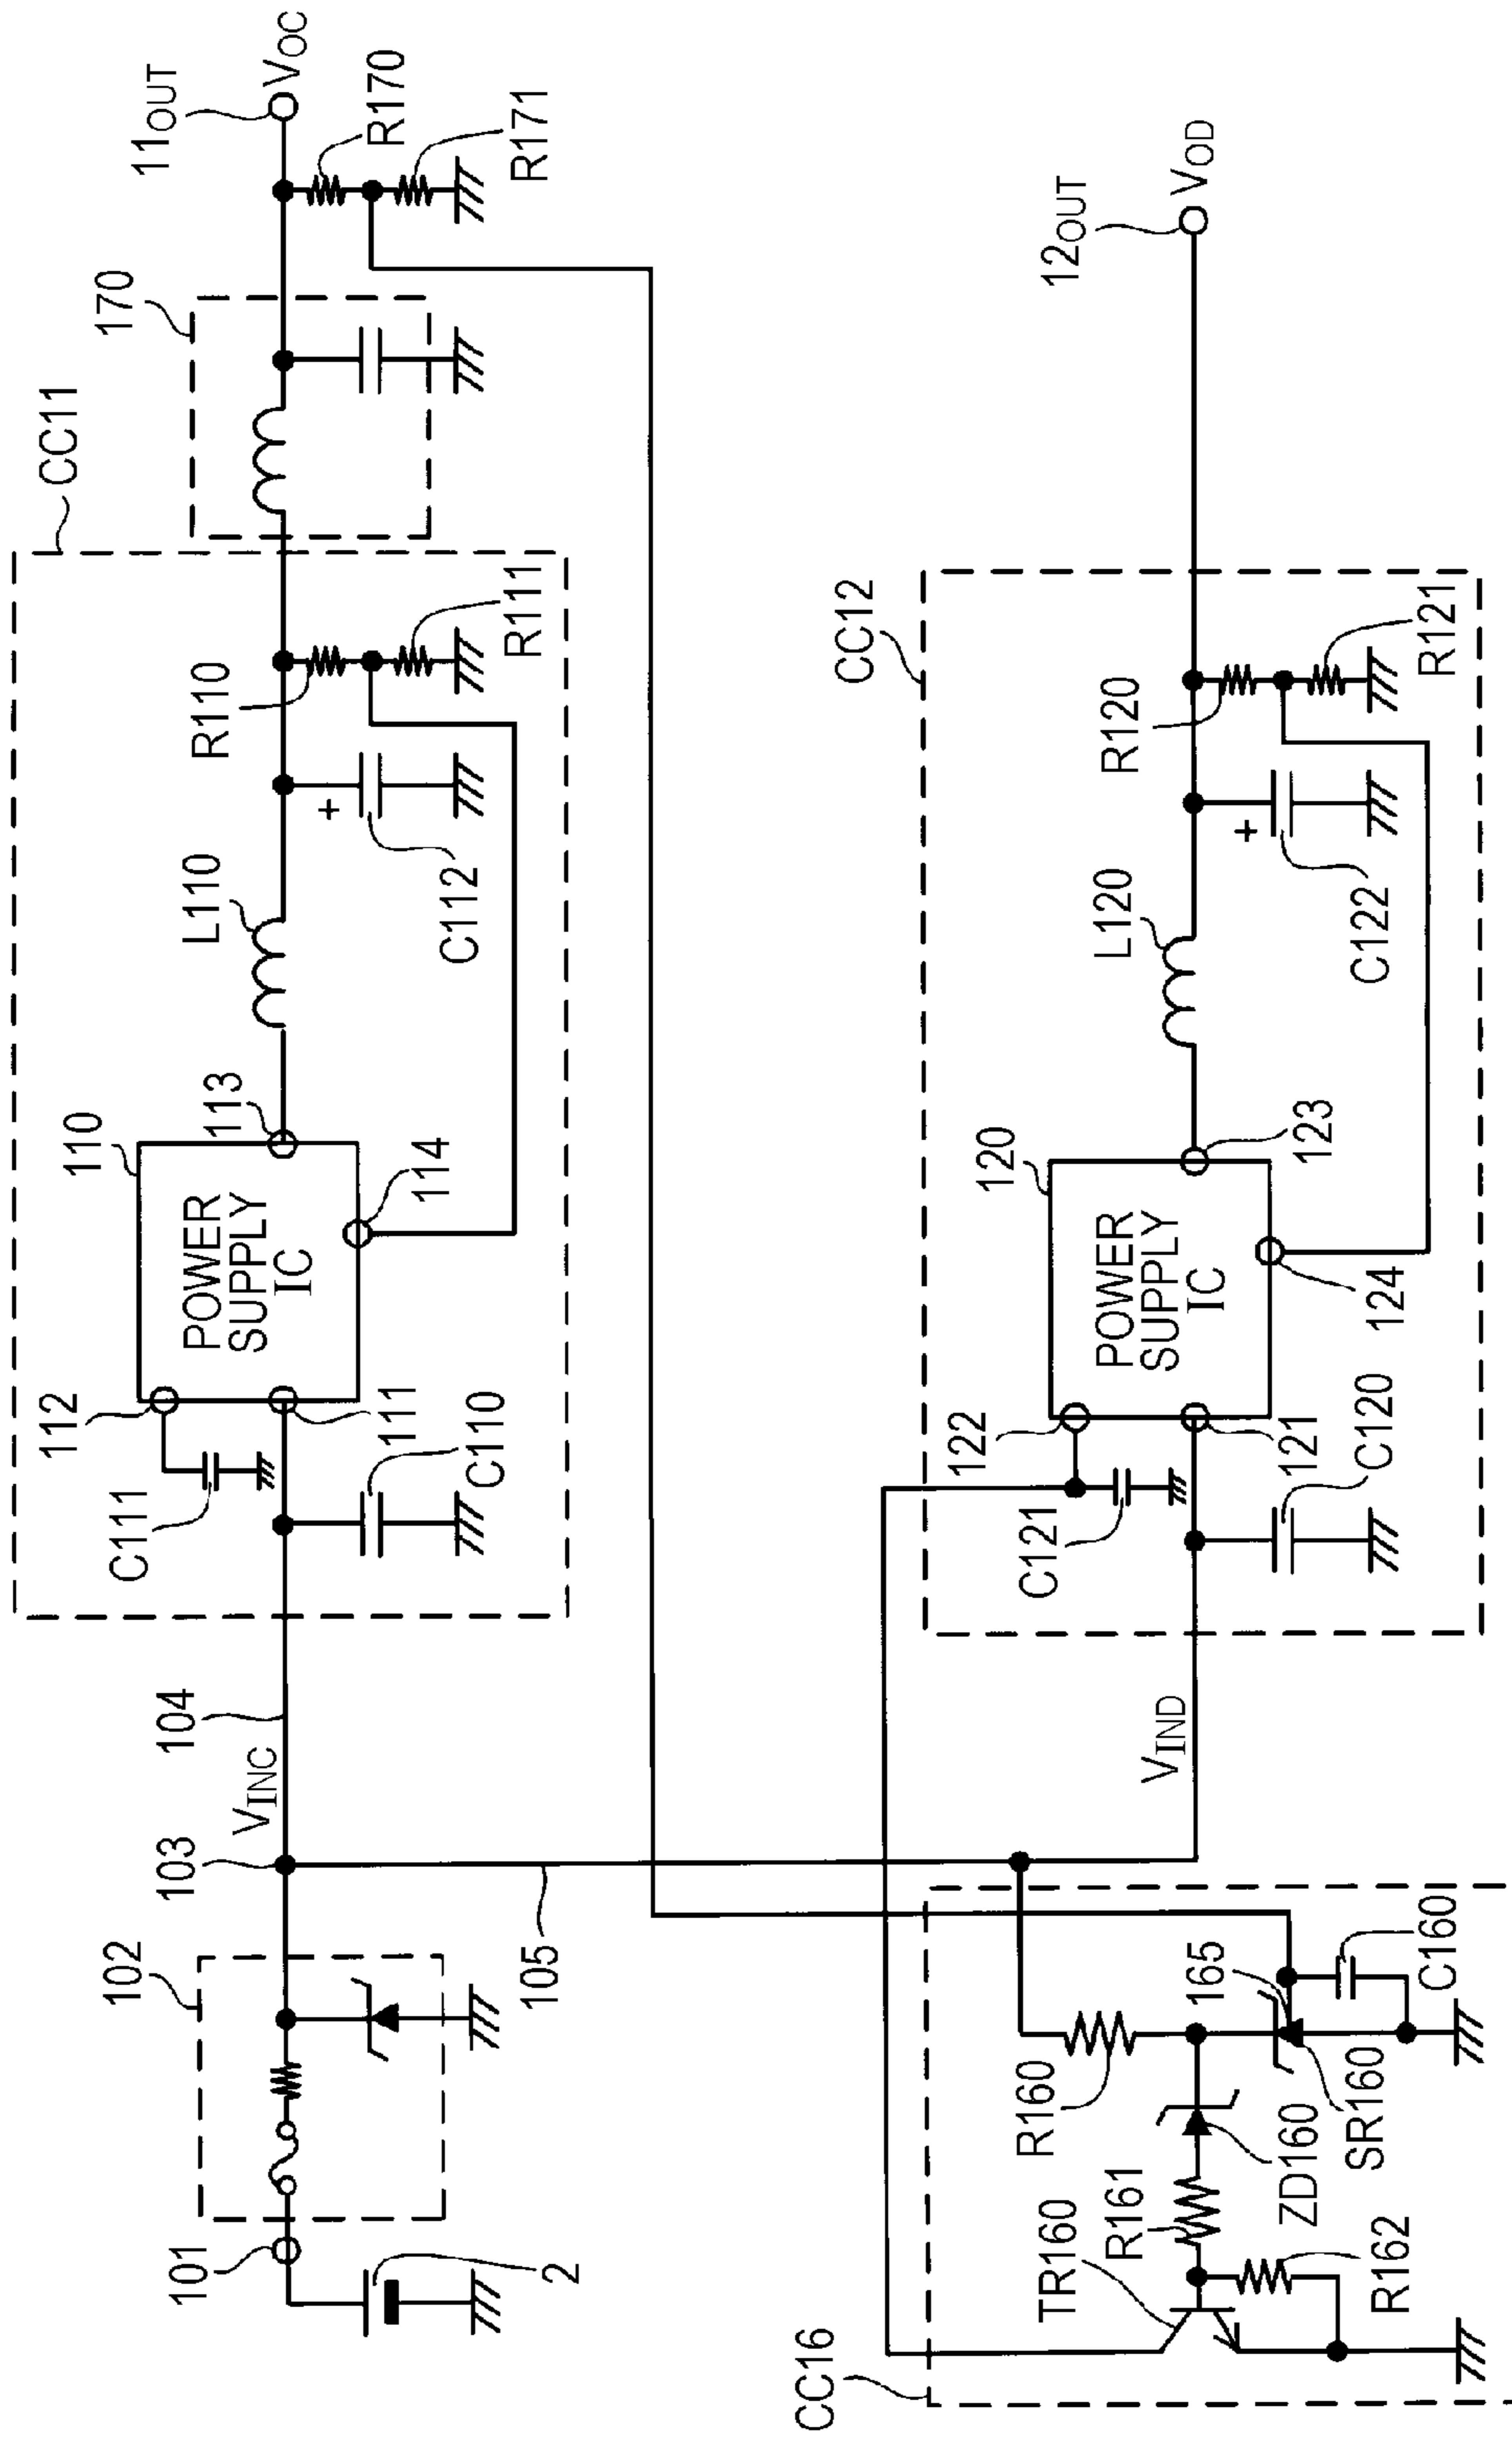 CC11
170
11OUT
VOC
R170
R171
110
112
C111
POWER
SUPPLY
IC
113
114
111
C110
L110
+
C112
R110
R111
102
101
2
103
VINC
104
105
CC12
120
122
C121
POWER
SUPPLY
IC
123
124
121
C120
L120
+
C122
R120
R121
12OUT
VOD
VIND
CC16
TR160
R161
R160
ZD160
R162
SR160
165
C160